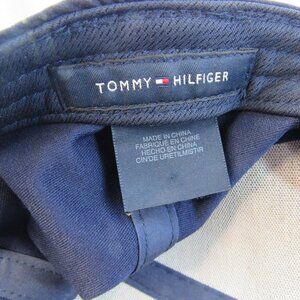 TOMMY HILFIGER
MADE IN CHINA
FABRIQUE EN CHINE
HECHO EN CHINA
CIN'DE URETILMISTIR